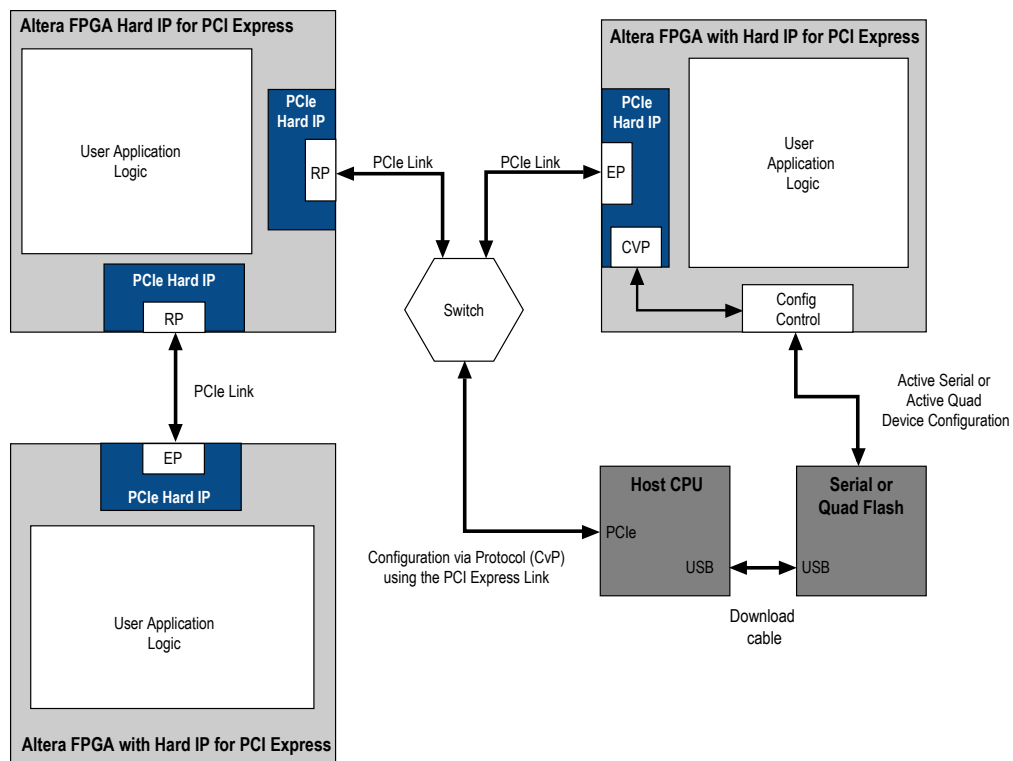 Altera FPGA Hard IP for PCI Express
User Application
Logic
PCIe
Hard IP
RP
PCIe Hard IP
RP
PCIe Link
PCIe Link
Altera FPGA with Hard IP for PCI Express
PCIe
Hard IP
EP
CVP
User
Application
Logic
Config
Control
Switch
PCIe Link
EP
PCIe Hard IP
User Application
Logic
Altera FPGA with Hard IP for PCI Express
Active Serial or
Active Quad
Device Configuration
Configuration via Protocol (CvP)
using the PCI Express Link
Host CPU
PCIe
USB
Serial or
Quad Flash
USB
Download
cable